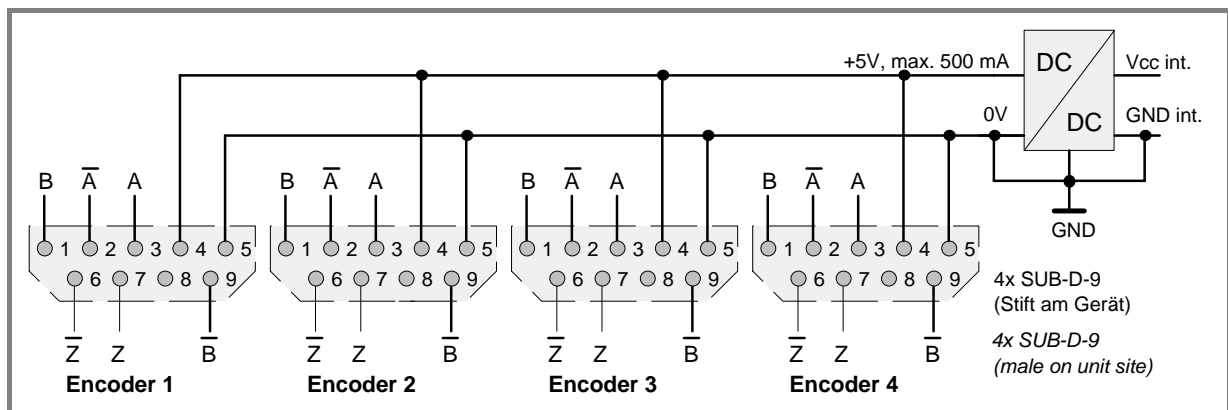 +5V, max. 500 mA
DC
Vcc int.
0V
DC
GND int.
GND
B A̅ A
1 2 3 4 5
6 7 8 9
Z̅ Z B̅
Encoder 1
B A̅ A
1 2 3 4 5
6 7 8 9
Z̅ Z B̅
Encoder 2
B A̅ A
1 2 3 4 5
6 7 8 9
Z̅ Z B̅
Encoder 3
B A̅ A
1 2 3 4 5
6 7 8 9
Z̅ Z B̅
Encoder 4
4x SUB-D-9
(Stift am Gerät)
4x SUB-D-9
(male on unit site)